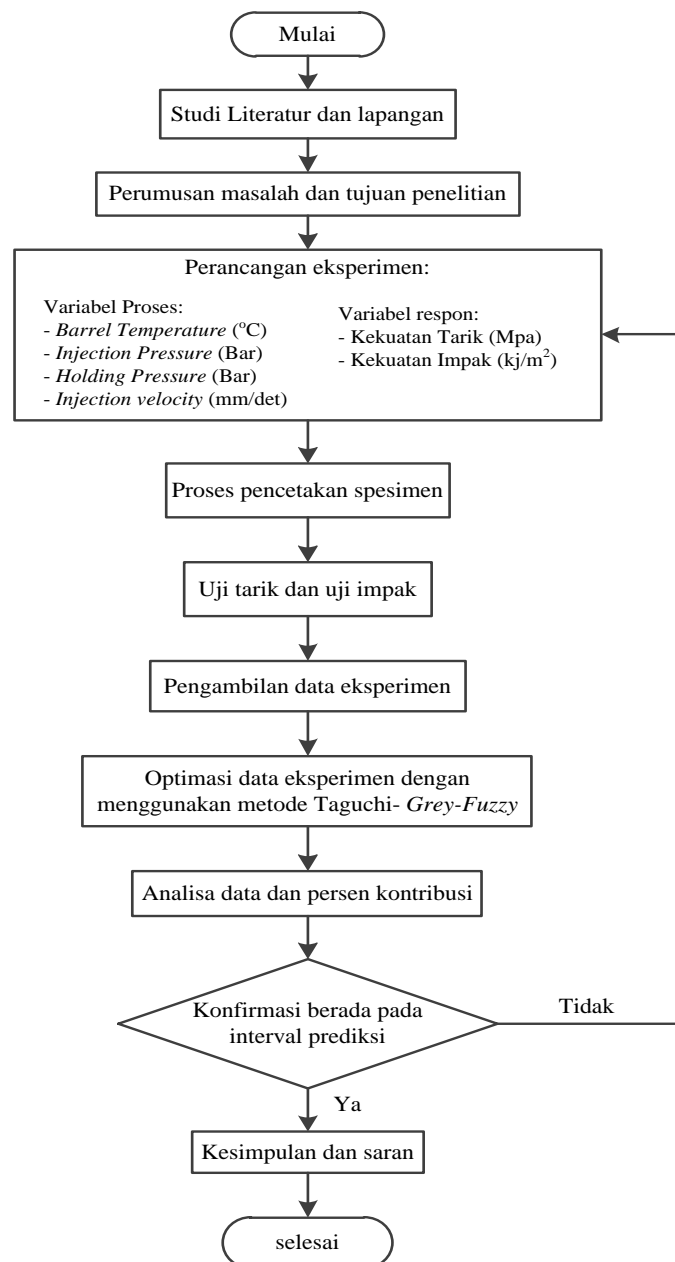 Mulai
Studi Literatur dan lapangan
Perumusan masalah dan tujuan penelitian
Perancangan eksperimen:
Variabel Proses:
- Barrel Temperature (°C)
- Injection Pressure (Bar)
- Holding Pressure (Bar)
- Injection velocity (mm/det)
Variabel respon:
- Kekuatan Tarik (Mpa)
- Kekuatan Impak (kj/m²)
Proses pencetakan spesimen
Uji tarik dan uji impak
Pengambilan data eksperimen
Optimasi data eksperimen dengan
menggunakan metode Taguchi- Grey-Fuzzy
Analisa data dan persen kontribusi
Konfirmasi berada pada
interval prediksi
Tidak
Ya
Kesimpulan dan saran
selesai